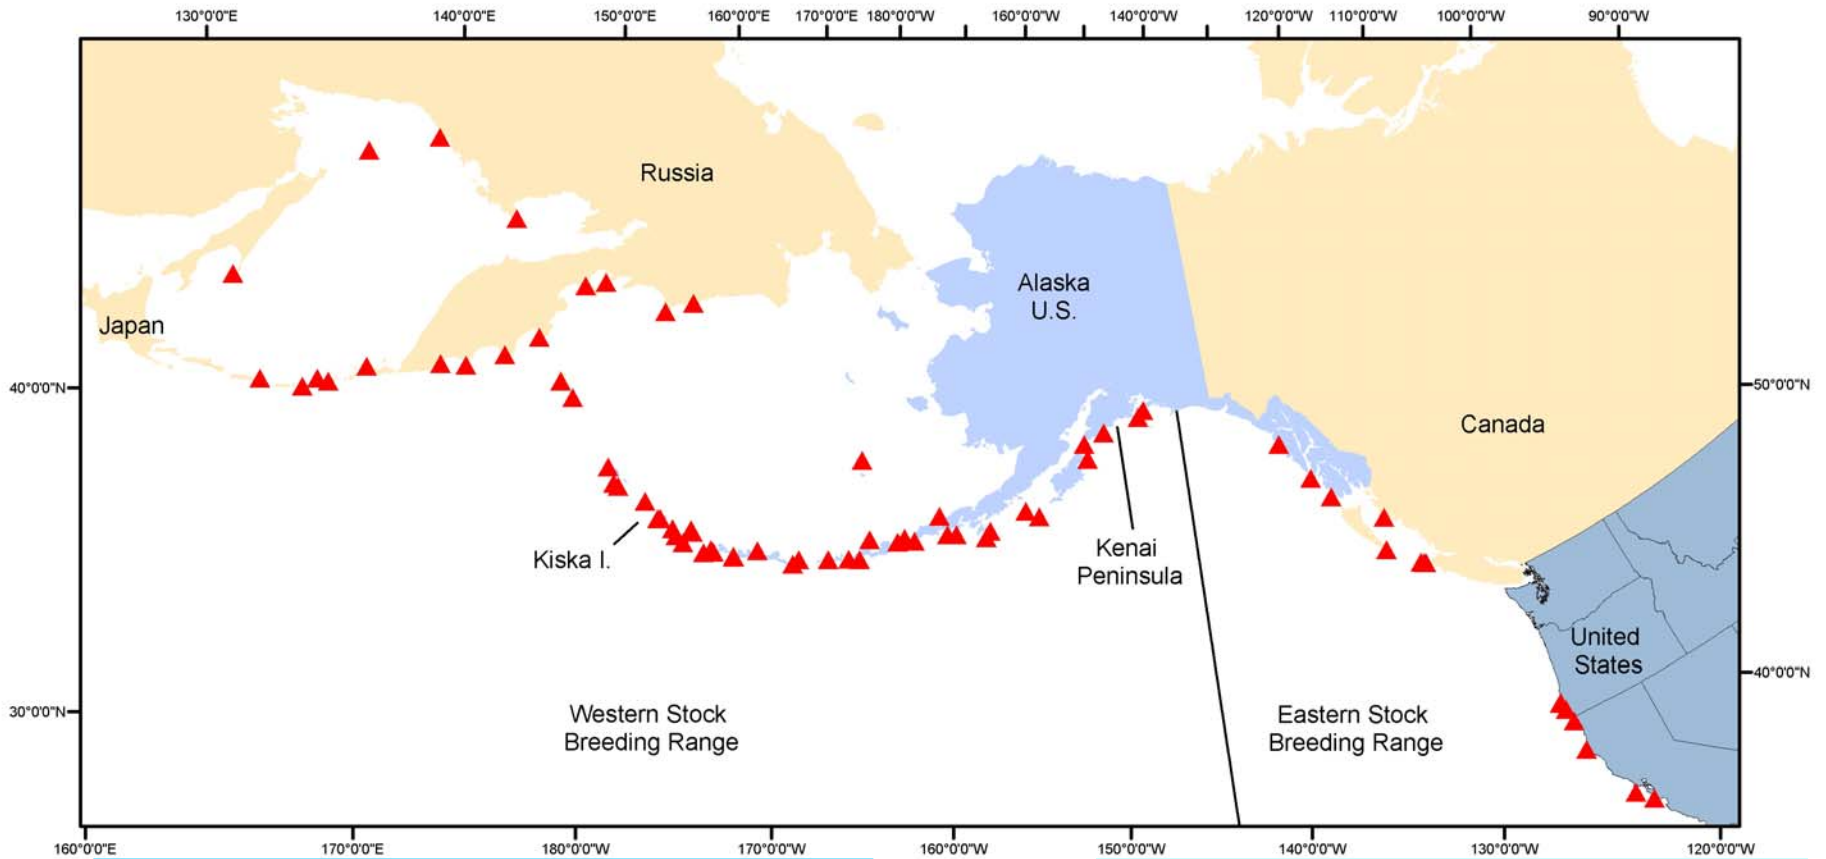 130°0'0"E 140°0'0"E 150°0'0"E 160°0'0"E 170°0'0"E 180°0'0"W 160°0'0"W 140°0'0"W 120°0'0"W 110°0'0"W 100°0'0"W 90°0'0"W
Russia
Alaska
U.S.
Japan
40°0'0"N
50°0'0"N
Canada
Kiska I.
Kenai
Peninsula
United
States
40°0'0"N
30°0'0"N
Western Stock
Breeding Range
Eastern Stock
Breeding Range
160°0'0"E 170°0'0"E 180°0'0"W 170°0'0"W 160°0'0"W 150°0'0"W 140°0'0"W 130°0'0"W 120°0'0"W